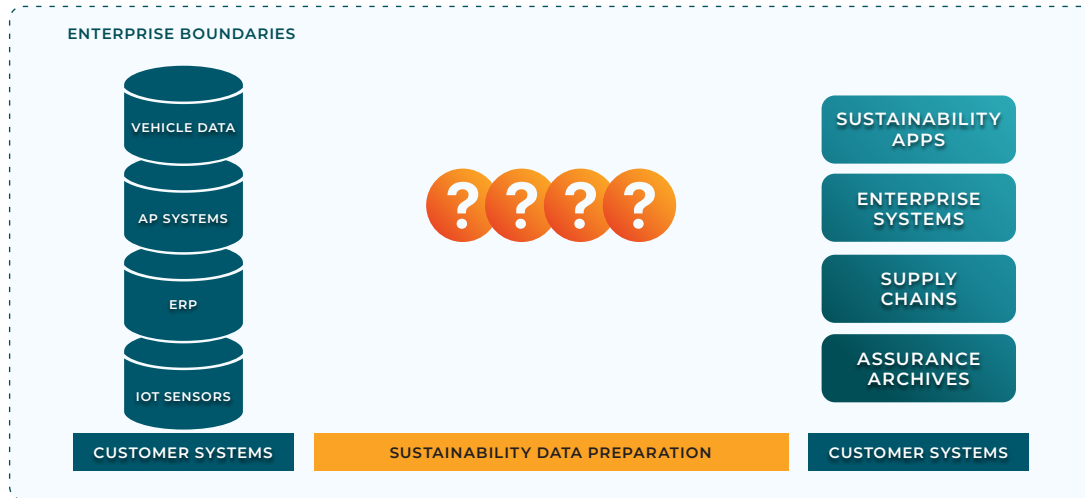 ENTERPRISE BOUNDARIES
VEHICLE DATA
AP SYSTEMS
ERP
IOT SENSORS
CUSTOMER SYSTEMS
? ? ? ?
SUSTAINABILITY DATA PREPARATION
SUSTAINABILITY
APPS
ENTERPRISE
SYSTEMS
SUPPLY
CHAINS
ASSURANCE
ARCHIVES
CUSTOMER SYSTEMS